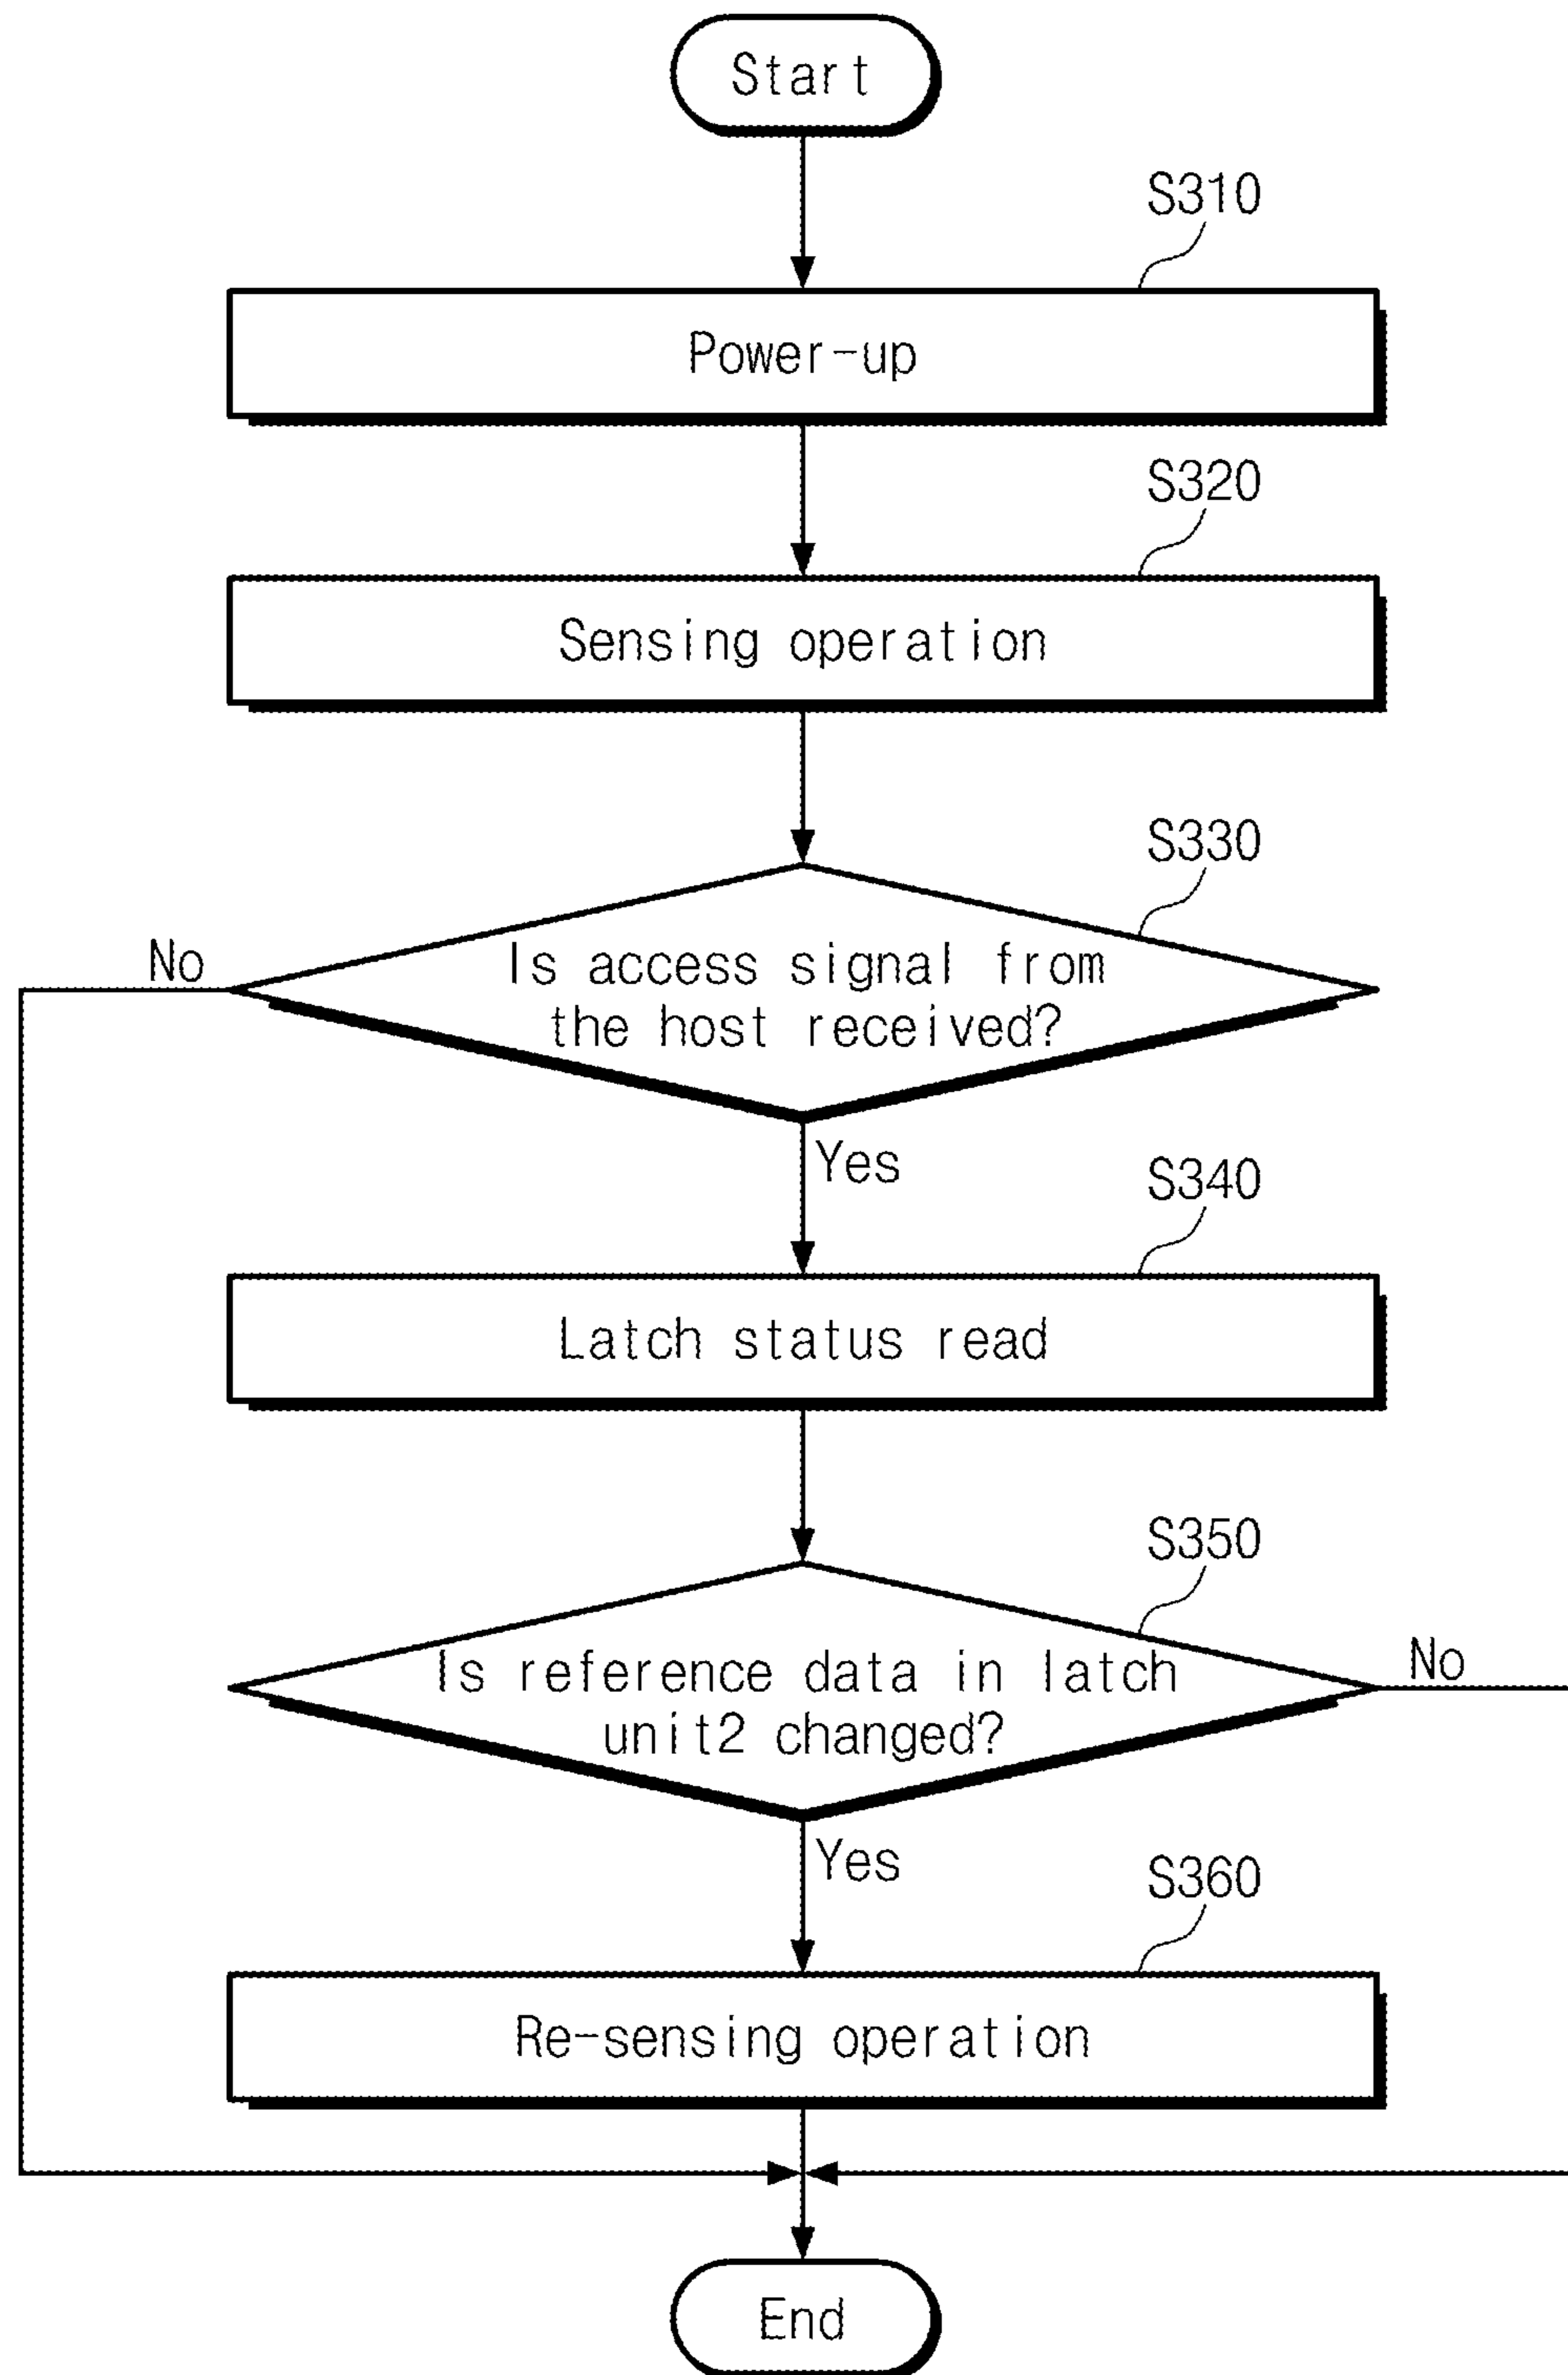 Start
S310
Power-up
S320
Sensing operation
S330
No
Is access signal from
the host received?
Yes
S340
Latch status read
S350
Is reference data in latch
No
unit2 changed?
Yes
S360
Re-sensing operation
End